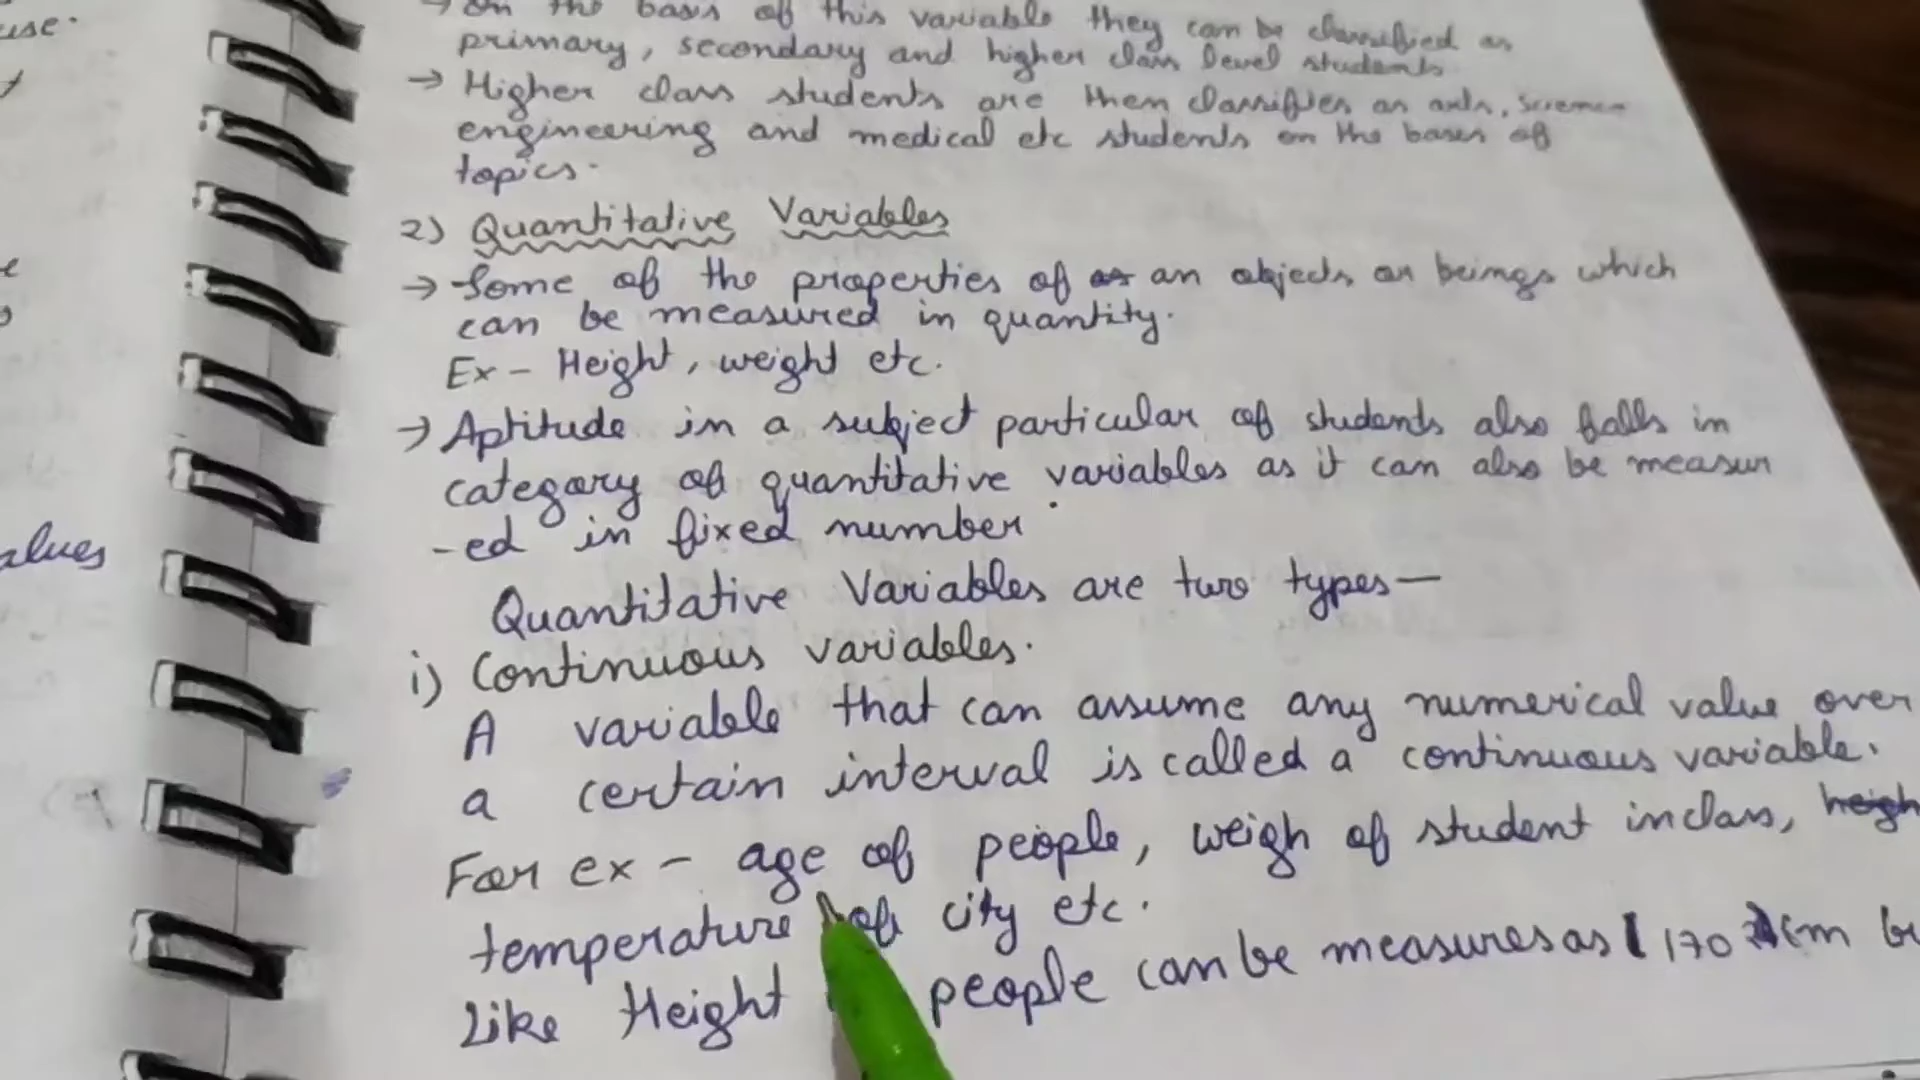 use.
→ On the basis of this variable they can be classified as
primary, secondary and higher class level students
→ Higher class students are then classifies as arts,
engineering and medical etc students on the bases of
topics.
2) Quantitative Variables
→ Some of the properties of an objects or beings which
can be measured in quantity.
Ex - Height, weight etc.
→ Aptitude in a subject particular of students also falls in
category of quantitative variables as it can also be measur
-ed in fixed number
Quantitative Variables are two types—
alues
i) Continuous variables.
A variable that can assume any numerical value over
a certain interval is called a continuous variable.
For ex - age of people, weigh of student in class, heigh
temperature of city etc.
Like Height people can be measures as 170 cm